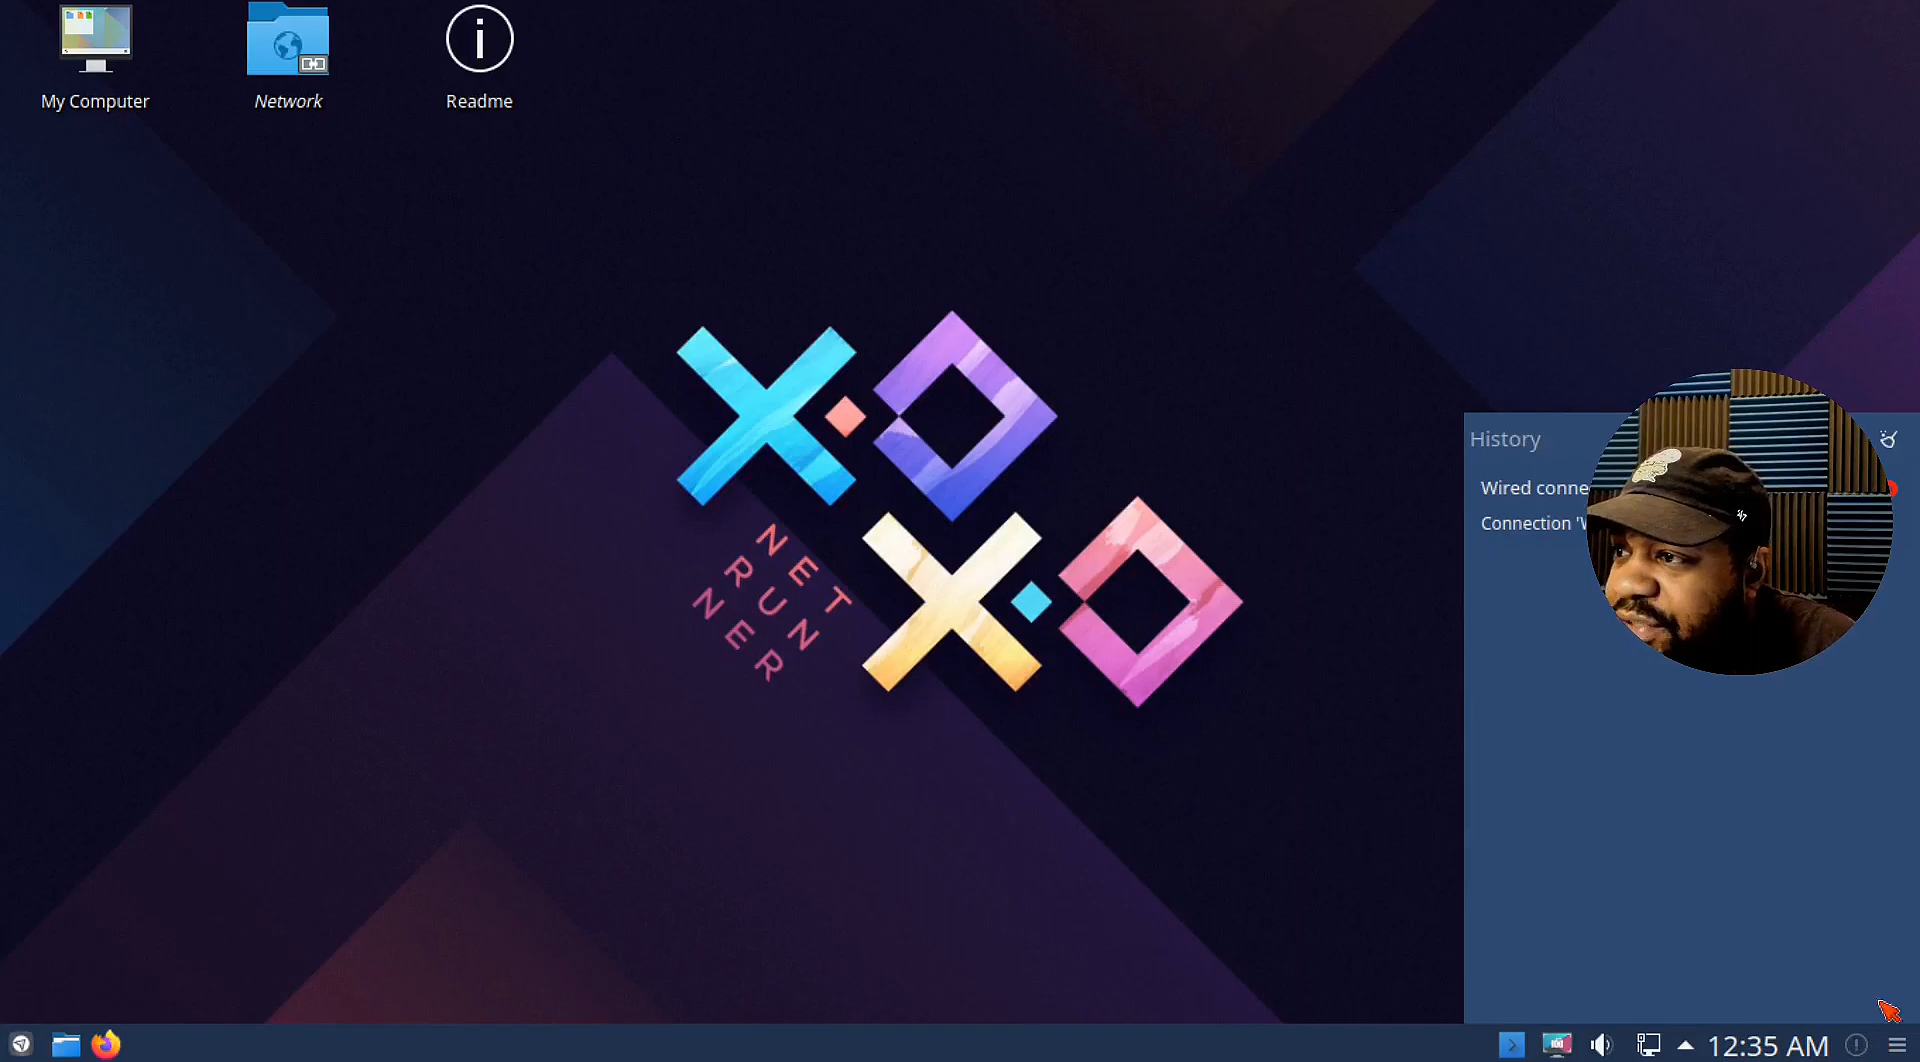 My Computer
Network
Readme
NET
RUN
NER
History
Wired conne
Connection '
12:35 AM